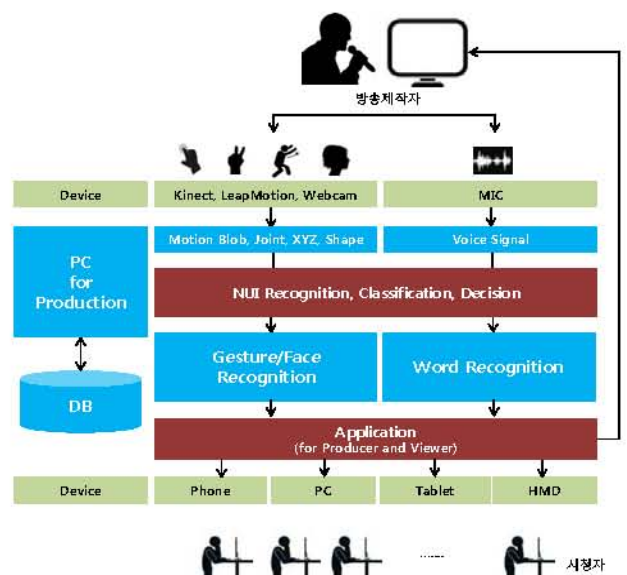 방송제작자
Device
Kinect, LeapMotion, Webcam
MIC
PC
for
Production
Motion Blob, Joint, XYZ, Shape
Voice Signal
NUI Recognition, Classification, Decision
Gesture/Face
Recognition
Word Recognition
DB
Application
(for Producer and Viewer)
Device
Phone
PC
Tablet
HMD
......
시청자